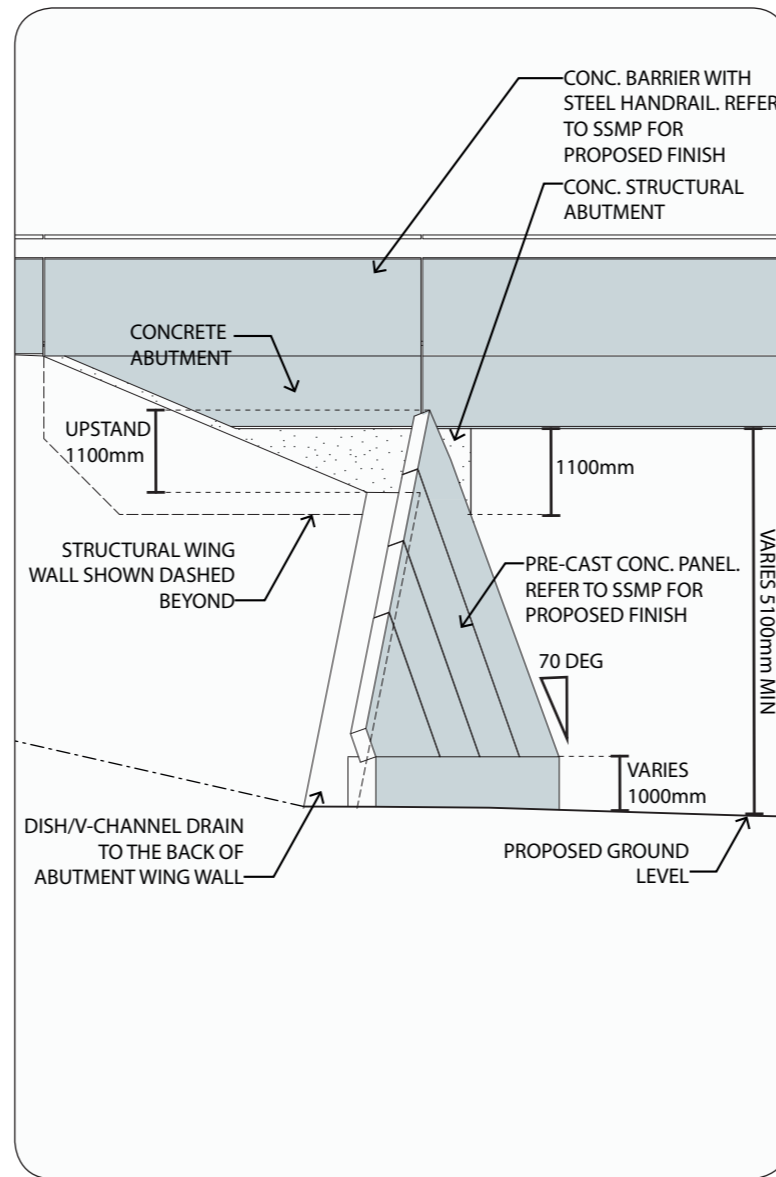 CONC. BARRIER WITH
STEEL HANDRAIL. REFER
TO SSMP FOR
PROPOSED FINISH
CONC. STRUCTURAL
ABUTMENT
CONCRETE
ABUTMENT
UPSTAND
1100mm
1100mm
STRUCTURAL WING
WALL SHOWN DASHED
BEYOND
PRE-CAST CONC. PANEL.
REFER TO SSMP FOR
PROPOSED FINISH
70 DEG
VARIES 5100mm MIN
VARIES
1000mm
DISH/V-CHANNEL DRAIN
TO THE BACK OF
ABUTMENT WING WALL
PROPOSED GROUND
LEVEL